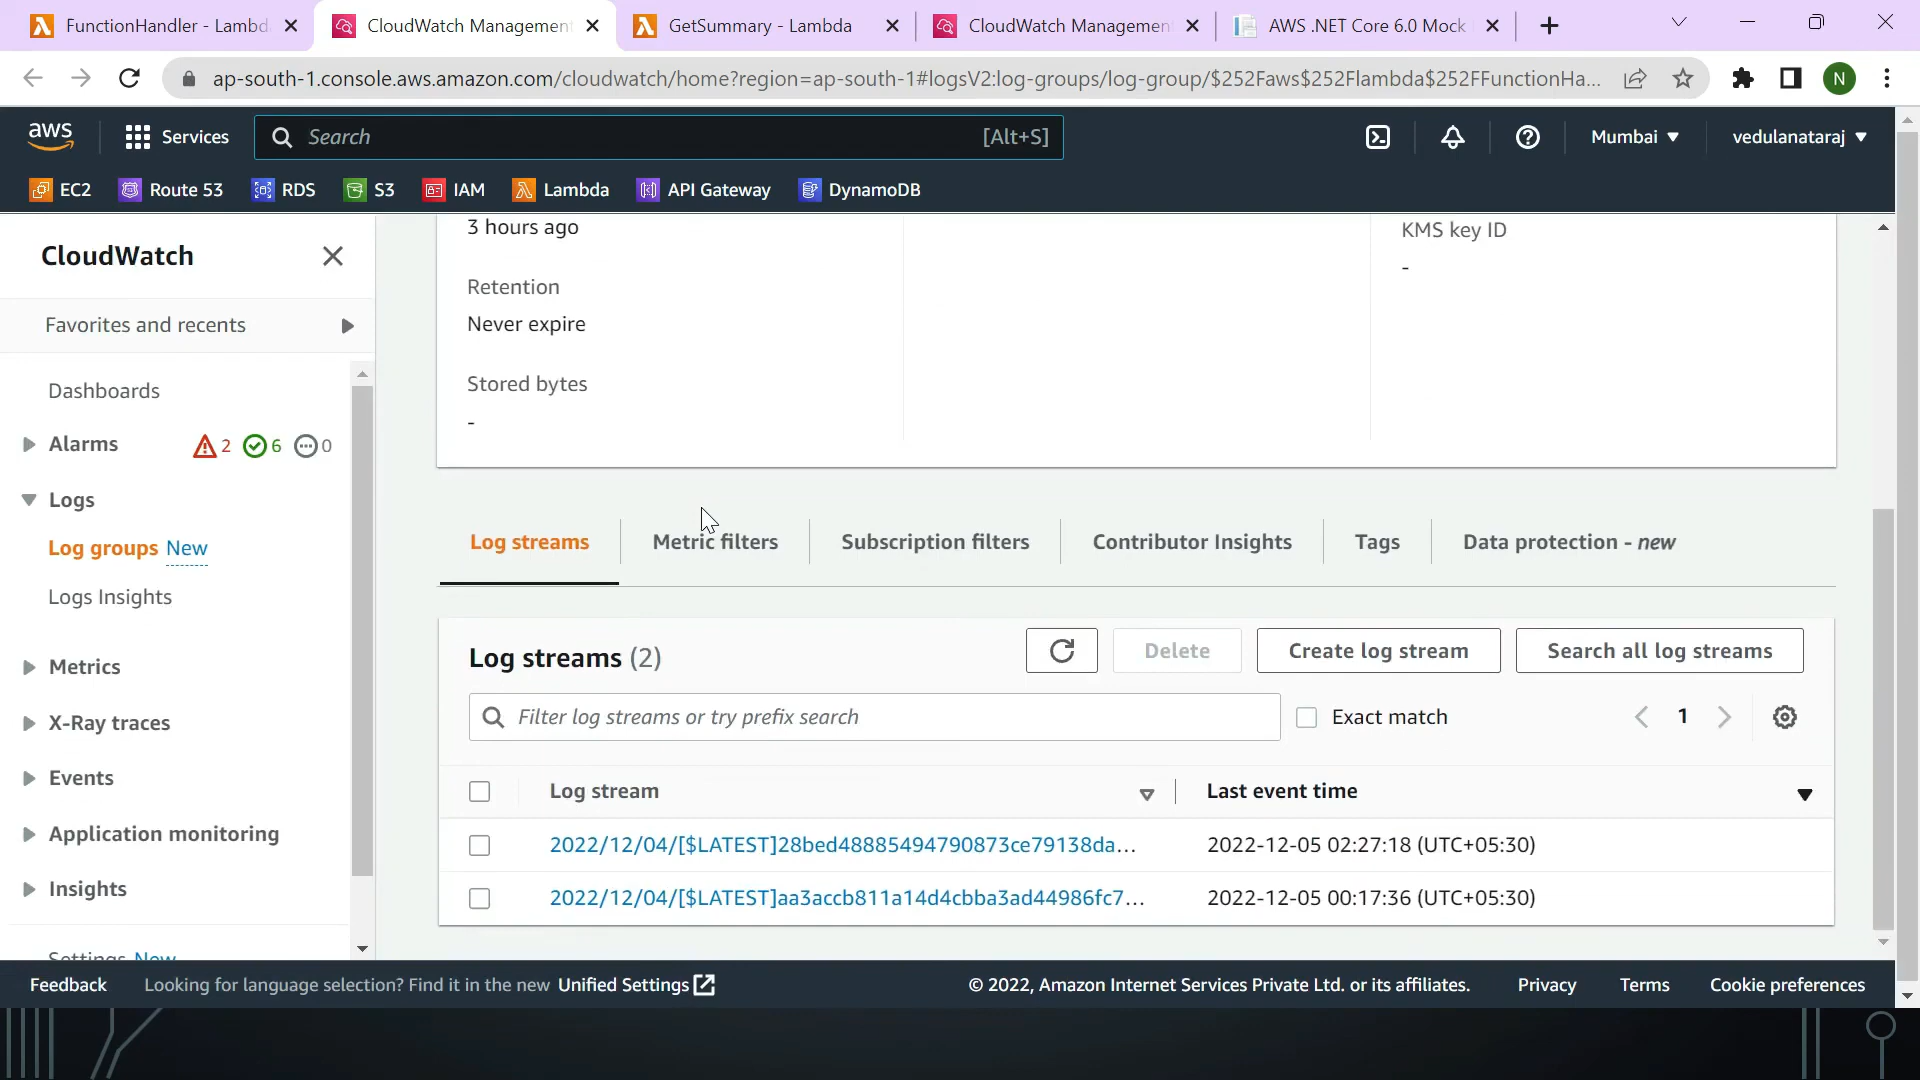 FunctionHandler - Lambd
CloudWatch Management
GetSummary - Lambda
CloudWatch Managemen
AWS .NET Core 6.0 Mock
ap-south-1.console.aws.amazon.com/cloudwatch/home?region=ap-south-1#logsV2:log-groups/log-group/$252Faws$252Flambda$252FFunctionHa...
N
aws
Services
Search
[Alt+S]
Mumbai
vedulanataraj
EC2
Route 53
RDS
S3
IAM
Lambda
API Gateway
DynamoDB
CloudWatch
Favorites and recents
Dashboards
Alarms
2
6
0
Logs
Log groups New
Logs Insights
Metrics
X-Ray traces
Events
Application monitoring
Insights
Settings New
3 hours ago
Retention
Never expire
Stored bytes
-
KMS key ID
-
Log streams
Metric filters
Subscription filters
Contributor Insights
Tags
Data protection - new
Log streams (2)
Delete
Create log stream
Search all log streams
Filter log streams or try prefix search
Exact match
1
Log stream
Last event time
2022/12/04/[$LATEST]28bed48885494790873ce79138da...
2022-12-05 02:27:18 (UTC+05:30)
2022/12/04/[$LATEST]aa3accb811a14d4cbba3ad44986fc7...
2022-12-05 00:17:36 (UTC+05:30)
Feedback
Looking for language selection? Find it in the new Unified Settings
© 2022, Amazon Internet Services Private Ltd. or its affiliates.
Privacy
Terms
Cookie preferences